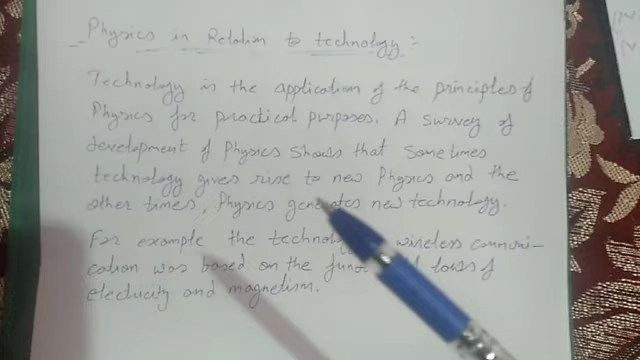 Physics in Relation to technology :-
Technology is the application of the principles of
Physics for practical purposes. A survey of
development of Physics shows that sometimes
technology gives rise to new Physics and the
other times, Physics generates new technology.
For example the wireless communi-
cation was based on the laws of
electricity and magnetism.